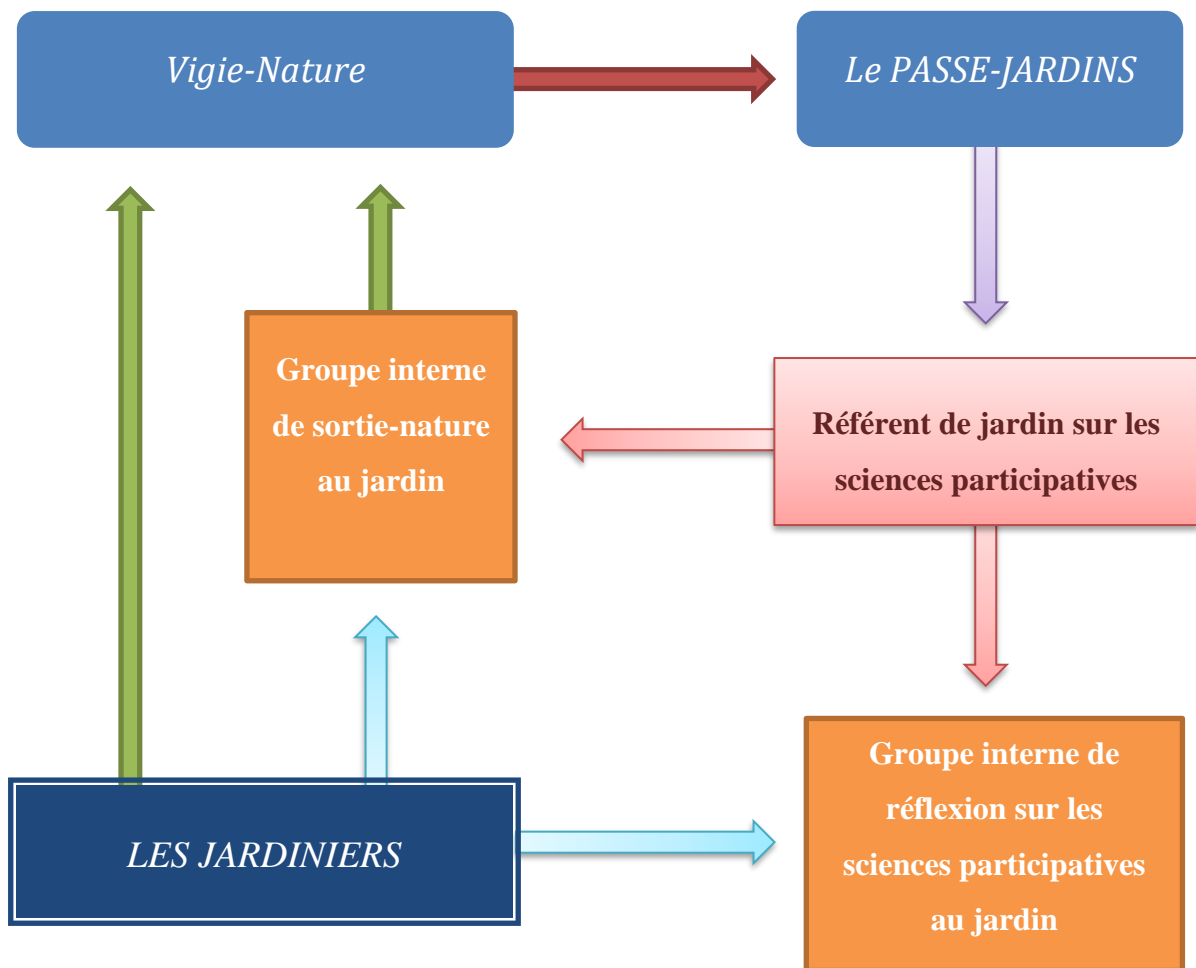 Vigie-Nature
Le PASSE-JARDINS
Groupe interne
de sortie-nature
au jardin
Référent de jardin sur les
sciences participatives
LES JARDINIERS
Groupe interne de
réflexion sur les
sciences participatives
au jardin